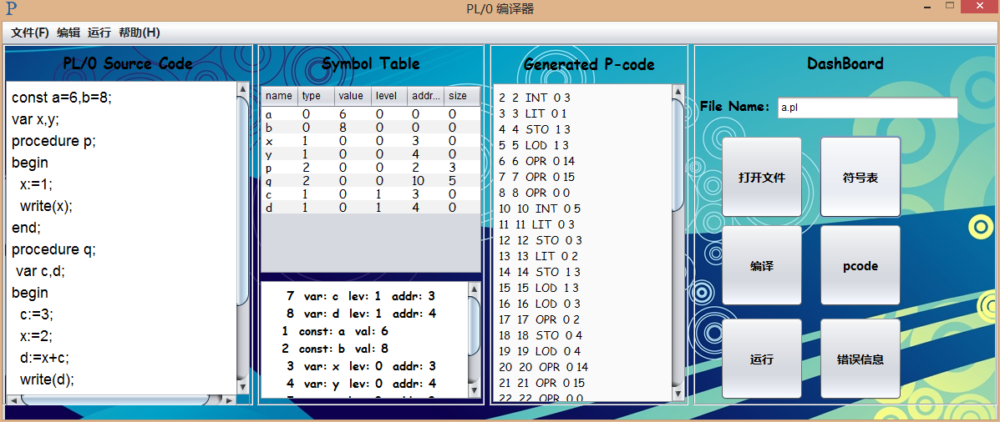 P
PL/0 编译器
文件(F) 编辑 运行 帮助(H)
PL/0 Source Code
const a=6,b=8;
var x,y;
procedure p;
begin
x:=1;
write(x);
end;
procedure q;
var c,d;
begin
c:=3;
x:=2;
d:=x+c;
write(d);
Symbol Table
name type value level addr... size
a 0 6 0 0 0
b 0 8 0 0 0
x 1 0 0 3 0
y 1 0 0 4 0
p 2 0 0 2 3
q 2 0 0 10 5
c 1 0 1 3 0
d 1 0 1 4 0
7 var: c lev: 1 addr: 3
8 var: d lev: 1 addr: 4
1 const: a val: 6
2 const: b val: 8
3 var: x lev: 0 addr: 3
4 var: y lev: 0 addr: 4
Generated P-code
2 2 INT 0 3
3 3 LIT 0 1
4 4 STO 1 3
5 5 LOD 1 3
6 6 OPR 0 14
7 7 OPR 0 15
8 8 OPR 0 0
10 10 INT 0 5
11 11 LIT 0 3
12 12 STO 0 3
13 13 LIT 0 2
14 14 STO 1 3
15 15 LOD 1 3
16 16 LOD 0 3
17 17 OPR 0 2
18 18 STO 0 4
19 19 LOD 0 4
20 20 OPR 0 14
21 21 OPR 0 15
22 22 OPR 0 0
DashBoard
File Name: a.pl
打开文件 符号表
编译 pcode
运行 错误信息